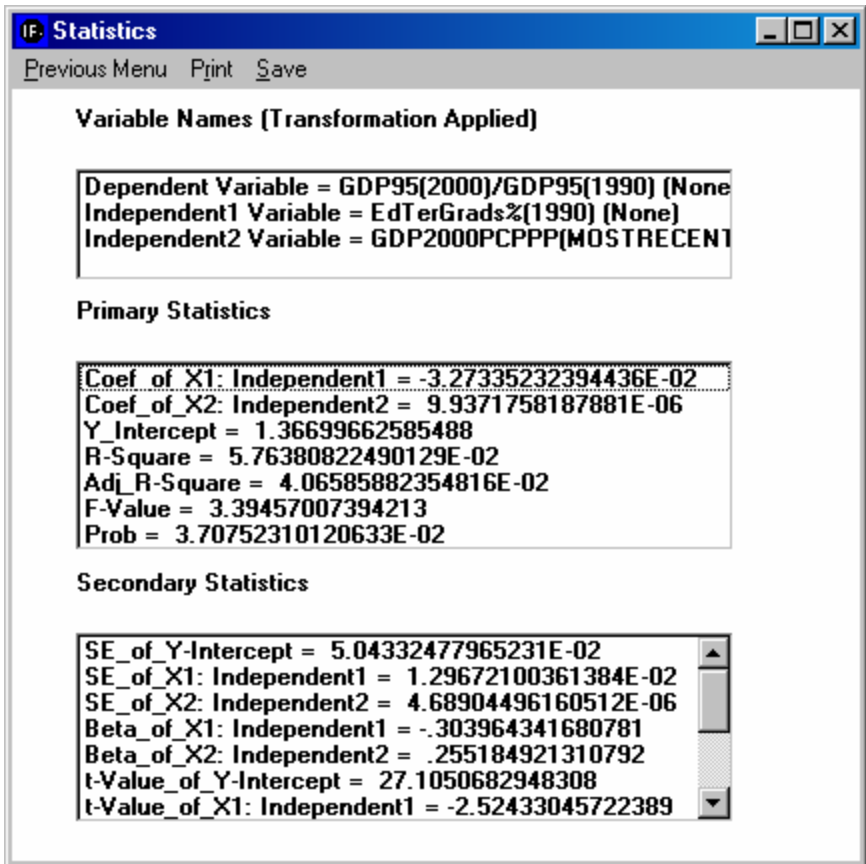 IF. Statistics
Previous Menu Print Save
Variable Names (Transformation Applied)
Dependent Variable = GDP95(2000)/GDP95(1990) (None
Independent1 Variable = EdTerGrads%(1990) (None)
Independent2 Variable = GDP2000PCPPP(MOSTRECENT
Primary Statistics
Coef_of_X1: Independent1 = -3.27335232394436E-02
Coef_of_X2: Independent2 = 9.9371758187881E-06
Y_Intercept = 1.36699662585488
R-Square = 5.76380822490129E-02
Adj_R-Square = 4.06585882354816E-02
F-Value = 3.39457007394213
Prob = 3.70752310120633E-02
Secondary Statistics
SE_of_Y-Intercept = 5.04332477965231E-02
SE_of_X1: Independent1 = 1.29672100361384E-02
SE_of_X2: Independent2 = 4.68904496160512E-06
Beta_of_X1: Independent1 = -.303964341680781
Beta_of_X2: Independent2 = .255184921310792
t-Value_of_Y-Intercept = 27.1050682948308
t-Value_of_X1: Independent1 = -2.52433045722389